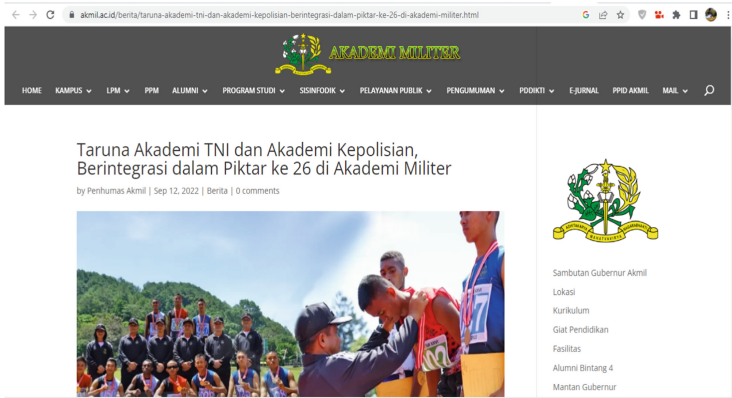 akmil.ac.id/berita/taruna-akademi-tni-dan-akademi-kepolisian-berintegrasi-dalam-piktar-ke-26-di-akademi-militer.html
AKADEMI MILITER
HOME KAMPUS LPM PPM ALUMNI PROGRAM STUDI SISINFODIK PELAYANAN PUBLIK PENGUMUMAN PDDIKTI E-JURNAL PPID AKMIL MAIL
Taruna Akademi TNI dan Akademi Kepolisian,
Berintegrasi dalam Piktar ke 26 di Akademi Militer
by Penhumas Akmil | Sep 12, 2022 | Berita | 0 comments
Sambutan Gubernur Akmil
Lokasi
Kurikulum
Giat Pendidikan
Fasilitas
Alumni Bintang 4
Mantan Gubernur